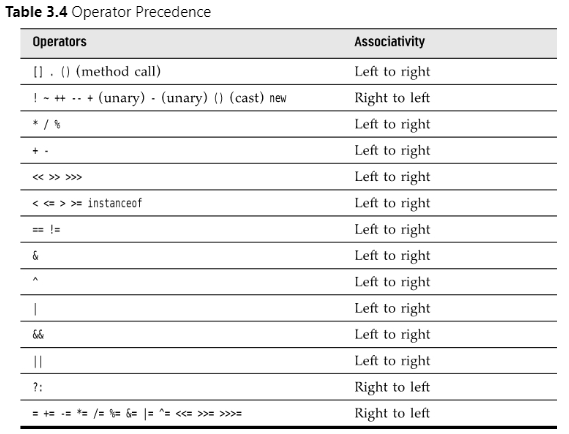 Table 3.4 Operator Precedence
Operators Associativity
[] . () (method call) Left to right
! ~ ++ -- + (unary) - (unary) () (cast) new Right to left
* / % Left to right
+ - Left to right
<< >> >>> Left to right
< <= > >= instanceof Left to right
== != Left to right
& Left to right
^ Left to right
| Left to right
&& Left to right
|| Left to right
?: Right to left
= += -= *= /= %= &= |= ^= <<= >>= >>>= Right to left